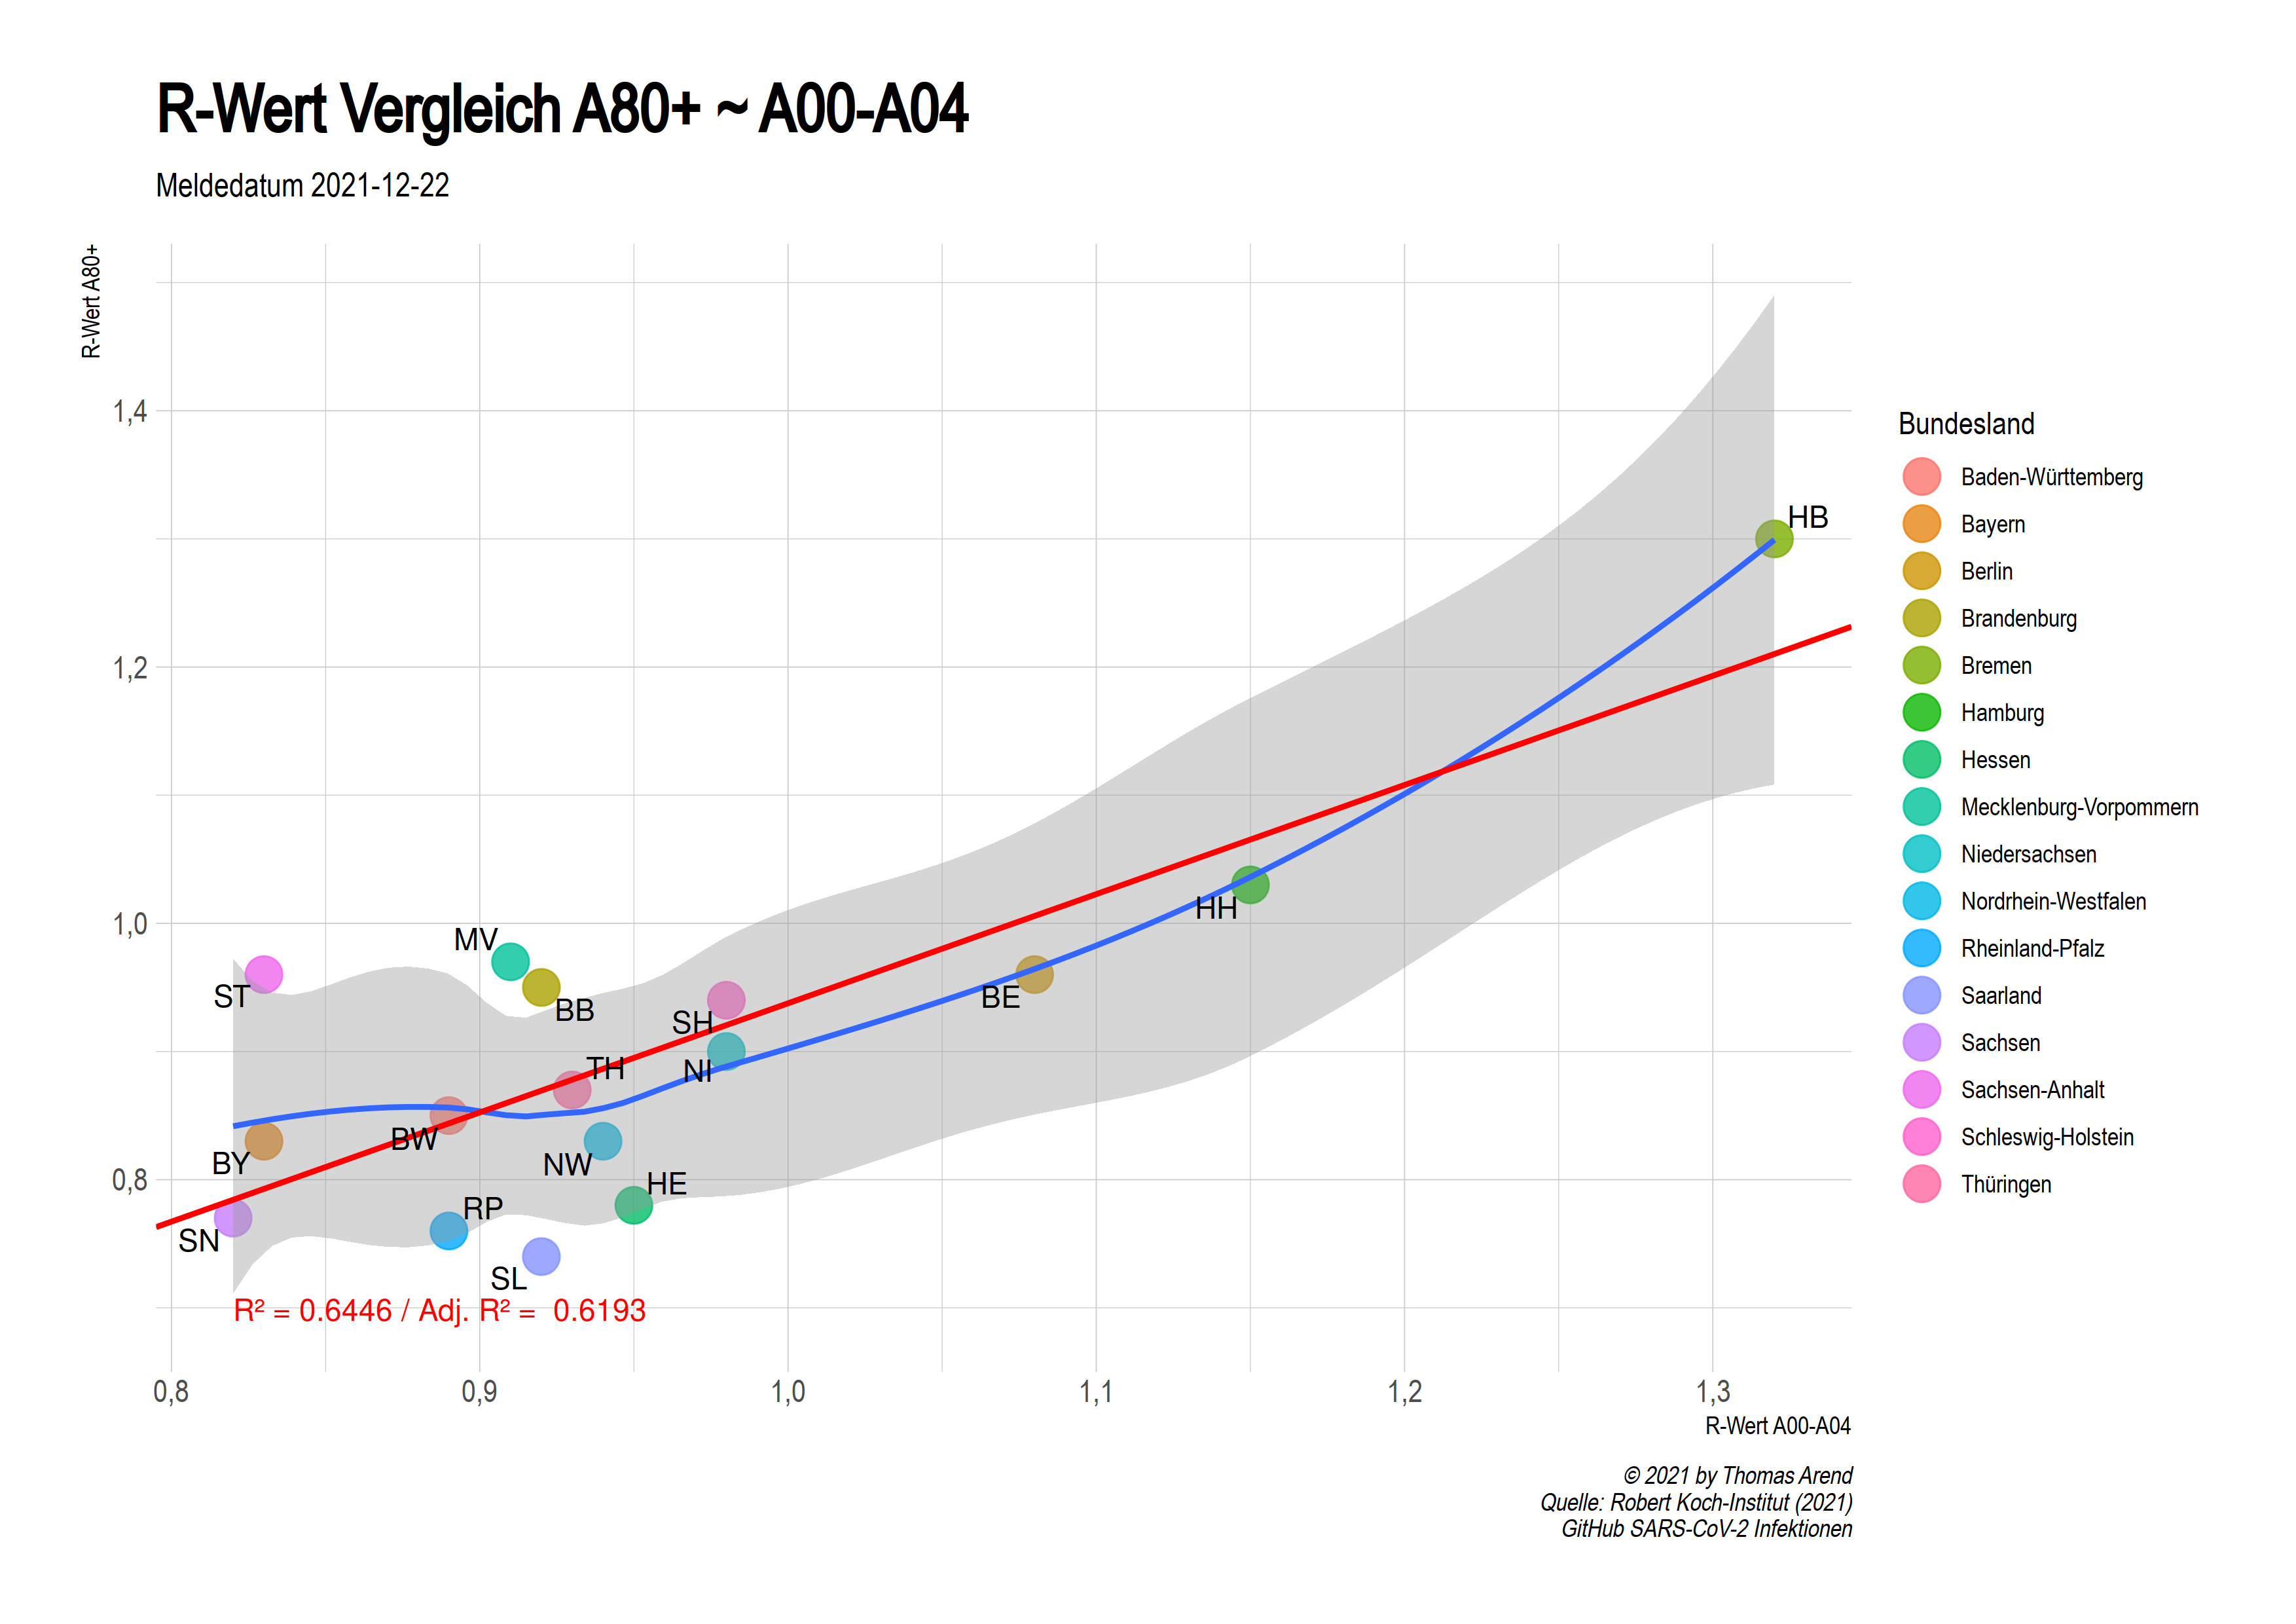 R-Wert Vergleich A80+ ~ A00-A04
Meldedatum 2021-12-22
R-Wert A80+
1,4
1,2
1,0
0,8
HB
HH
MV
ST
BB
BE
SH
NI
TH
BW
BY
NW
HE
RP
SN
SL
R² = 0.6446 / Adj. R² =  0.6193
0,8 0,9 1,0 1,1 1,2 1,3
R-Wert A00-A04
Bundesland
Baden-Württemberg
Bayern
Berlin
Brandenburg
Bremen
Hamburg
Hessen
Mecklenburg-Vorpommern
Niedersachsen
Nordrhein-Westfalen
Rheinland-Pfalz
Saarland
Sachsen
Sachsen-Anhalt
Schleswig-Holstein
Thüringen
© 2021 by Thomas Arend
Quelle: Robert Koch-Institut (2021)
GitHub SARS-CoV-2 Infektionen